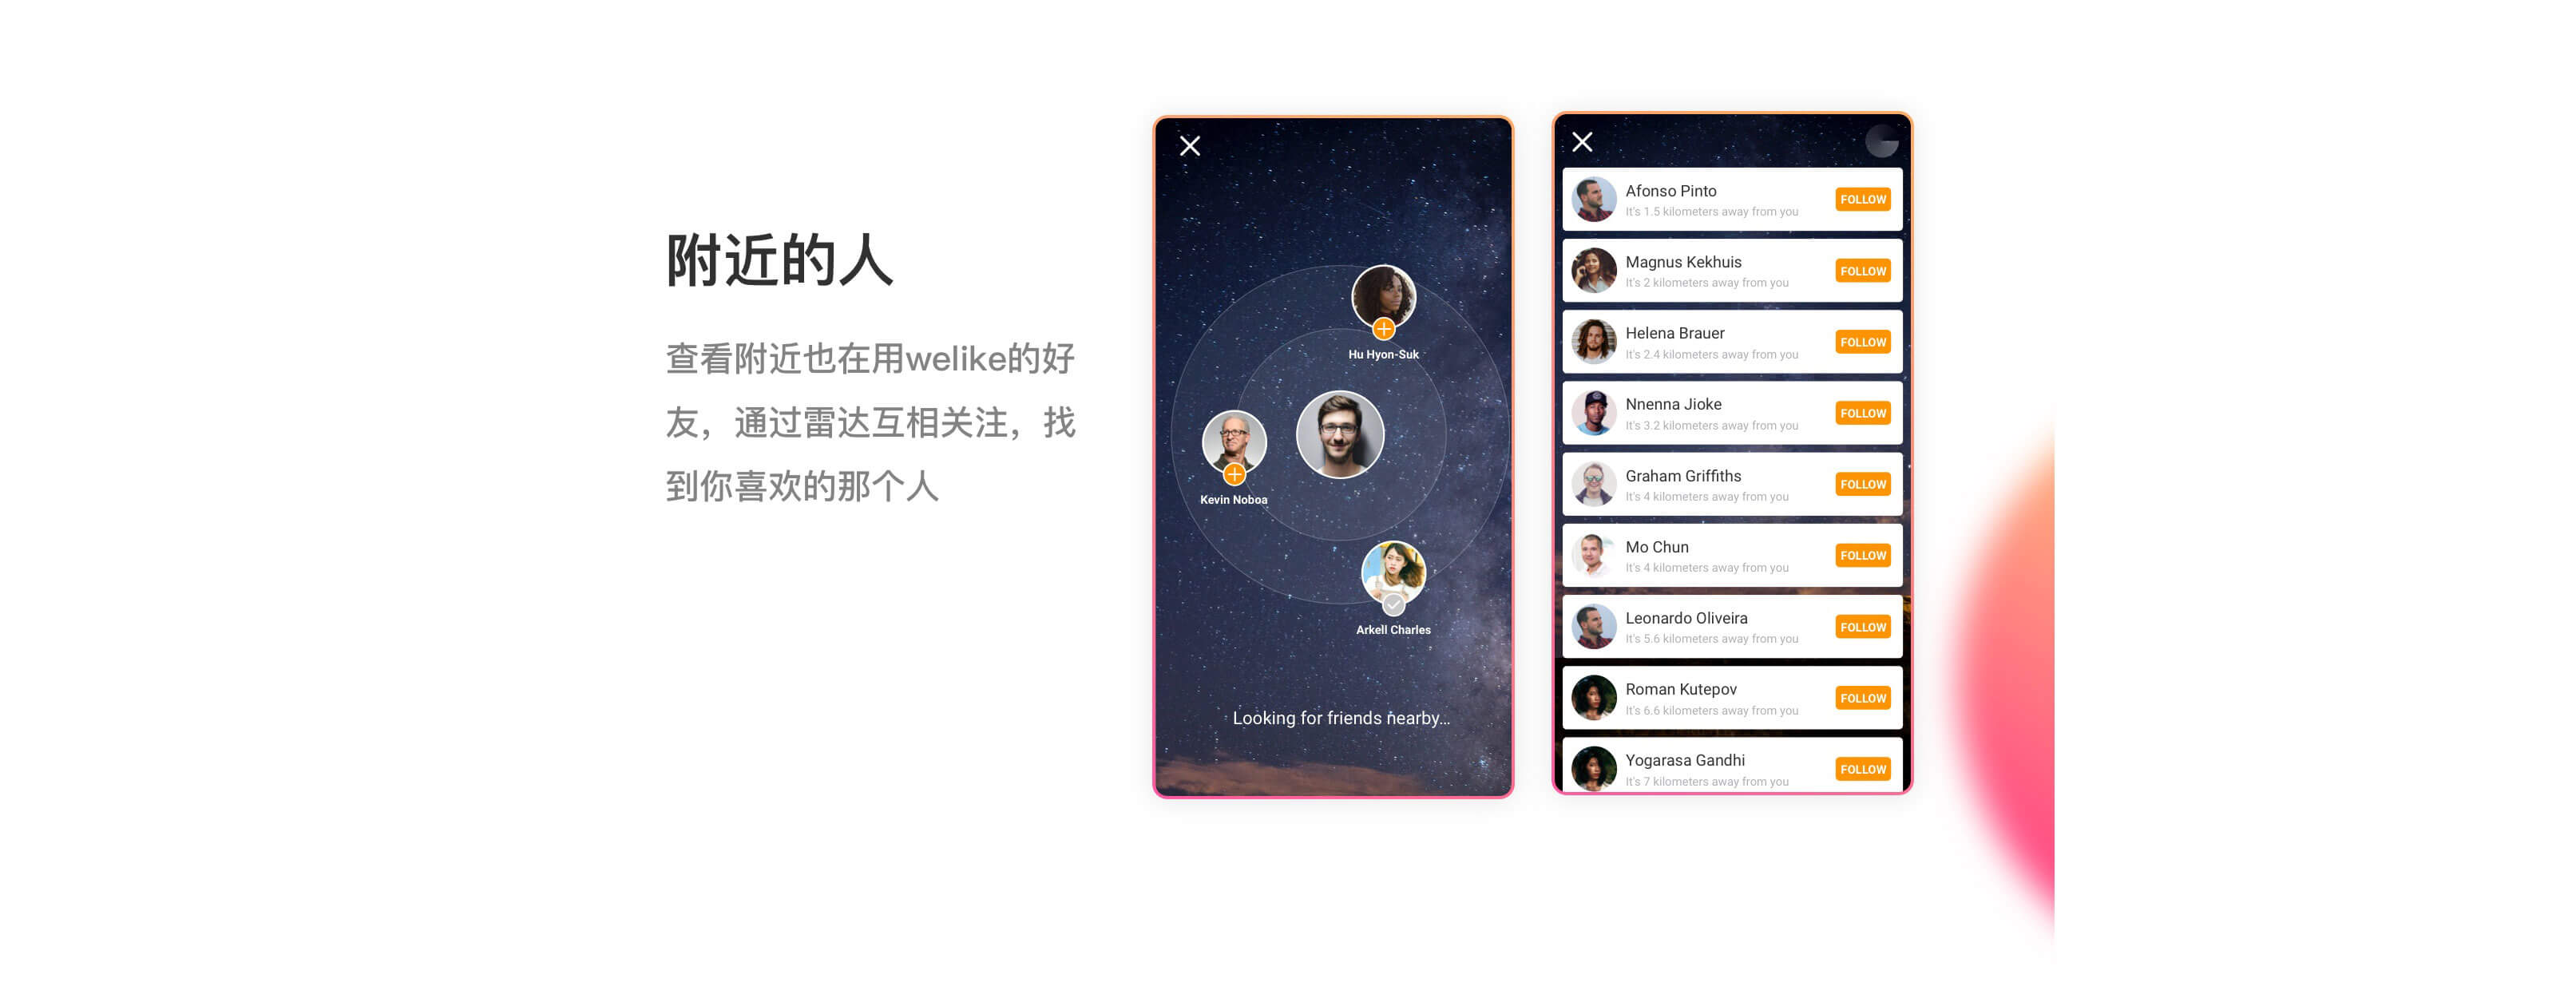 附近的人
查看附近也在用welike的好
友，通过雷达互相关注，找
到你喜欢的那个人
Hu Hyon-Suk
Kevin Noboa
Arkell Charles
Looking for friends nearby...
Afonso Pinto
It's 1.5 kilometers away from you
FOLLOW
Magnus Kekhuis
It's 2 kilometers away from you
FOLLOW
Helena Brauer
It's 2.4 kilometers away from you
FOLLOW
Nnenna Jioke
It's 3.2 kilometers away from you
FOLLOW
Graham Griffiths
It's 4 kilometers away from you
FOLLOW
Mo Chun
It's 4 kilometers away from you
FOLLOW
Leonardo Oliveira
It's 5.6 kilometers away from you
FOLLOW
Roman Kutepov
It's 6.6 kilometers away from you
FOLLOW
Yogarasa Gandhi
It's 7 kilometers away from you
FOLLOW